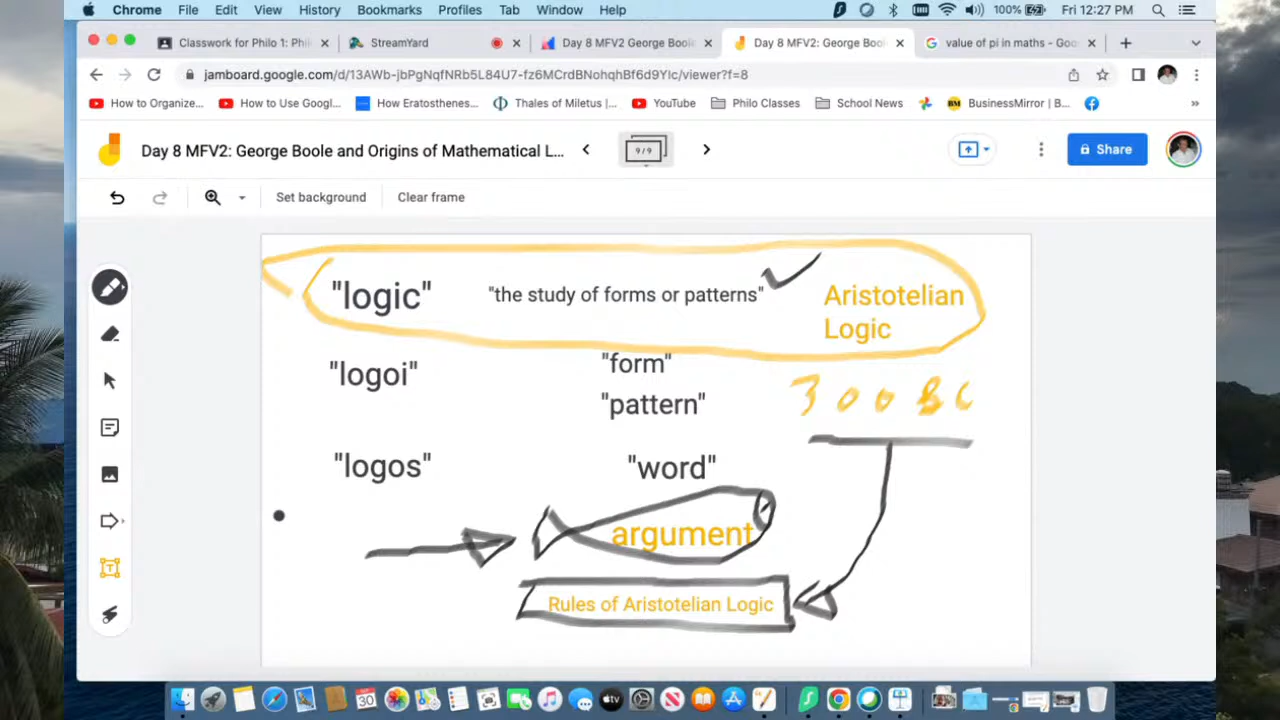 Chrome File Edit View History Bookmarks Profiles Tab Window Help 100% Fri 12:27 PM
Classwork for Philo 1: Phil
StreamYard
Day 8 MFV2 George Boole
Day 8 MFV2: George Boo
value of pi in maths - Goo
jamboard.google.com/d/13AWb-jbPgNqfNRb5L84U7-fz6MCrdBNohqhBf6d9YIc/viewer?f=8
How to Organize...
How to Use Googl...
How Eratosthenes...
Thales of Miletus |...
YouTube
Philo Classes
School News
BM BusinessMirror | B...
»
Day 8 MFV2: George Boole and Origins of Mathematical L...
9/9
Share
Set background
Clear frame
"logic" "the study of forms or patterns" Aristotelian
Logic
"logoi" "form"
"pattern" 300 BC
"logos" "word"
argument
Rules of Aristotelian Logic